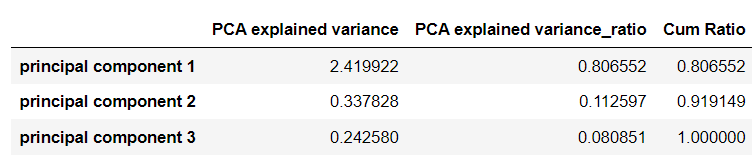 PCA explained variance PCA explained variance_ratio Cum Ratio
principal component 1 2.419922 0.806552 0.806552
principal component 2 0.337828 0.112597 0.919149
principal component 3 0.242580 0.080851 1.000000